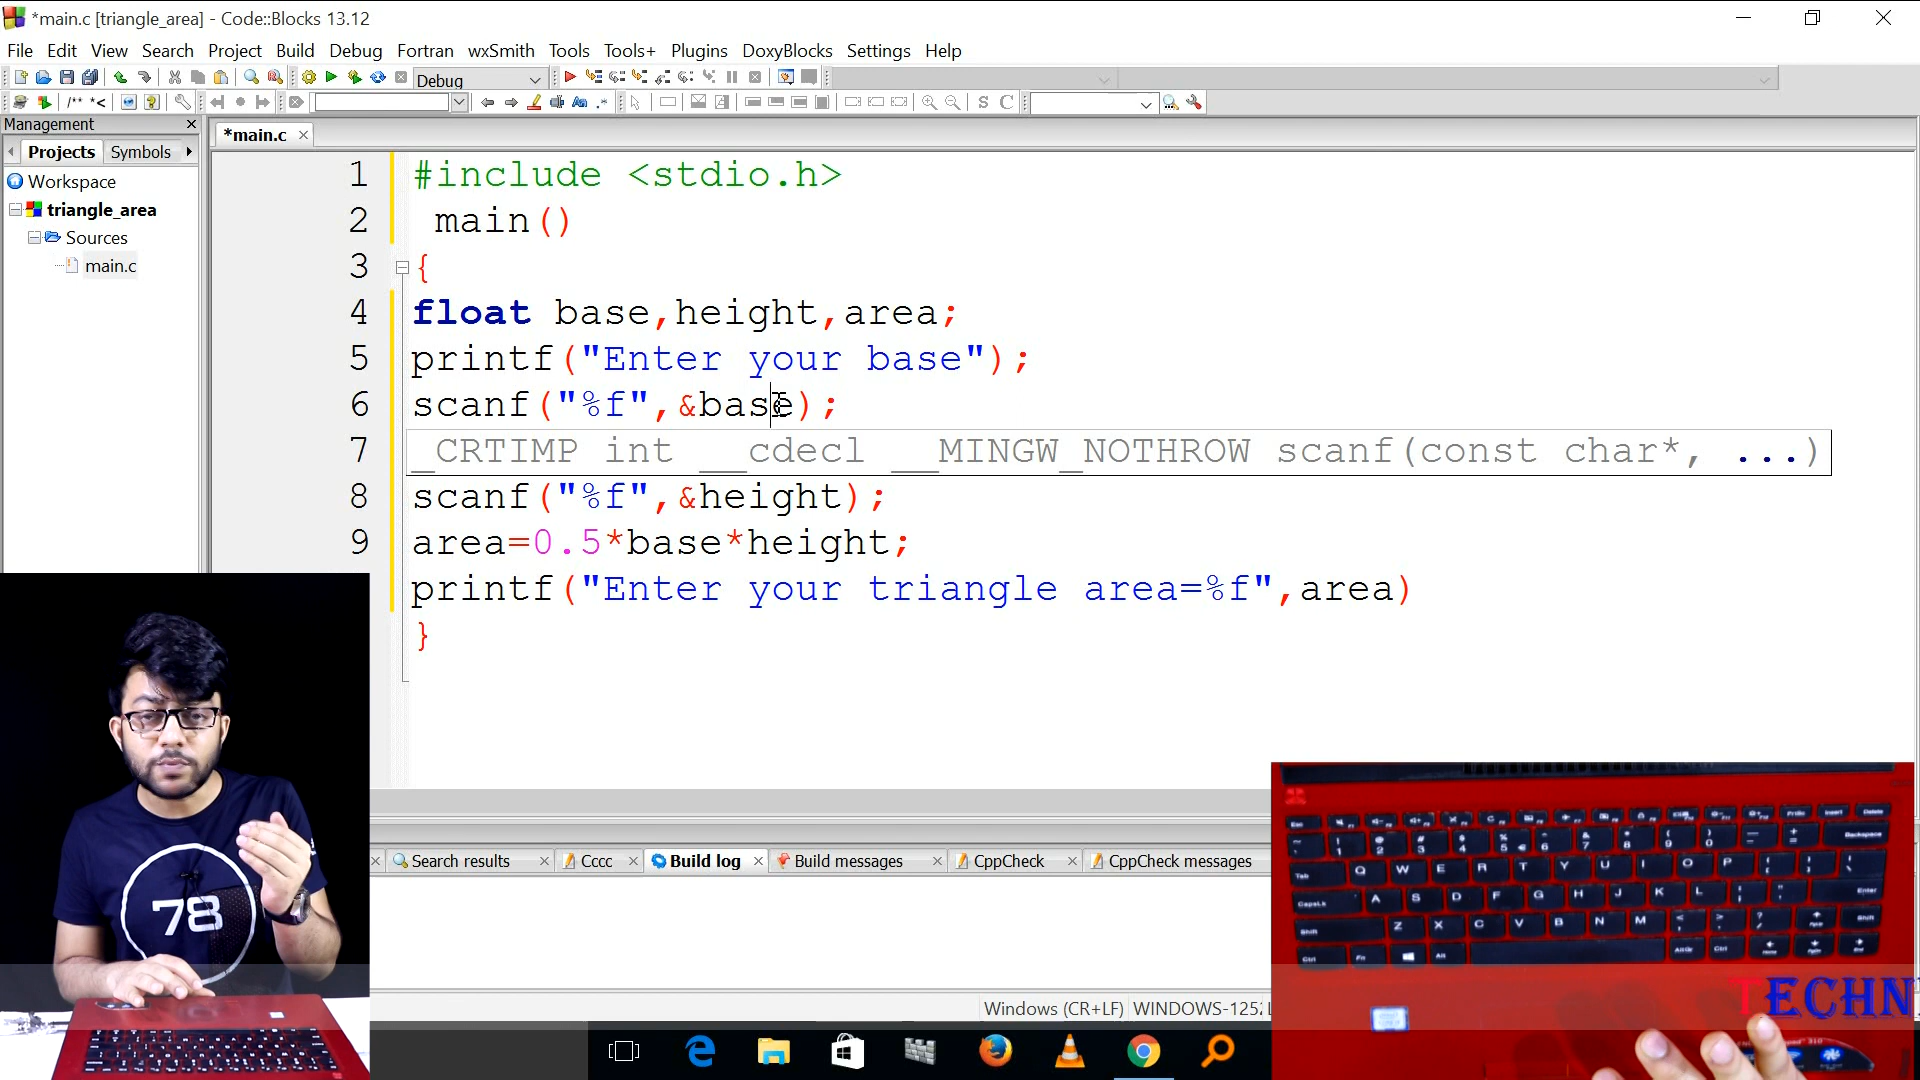 *main.c [triangle_area] - Code::Blocks 13.12
File Edit View Search Project Build Debug Fortran wxSmith Tools Tools+ Plugins DoxyBlocks Settings Help
Debug
/** *<
S C
Management
*main.c
Projects Symbols
Workspace
triangle_area
Sources
main.c
1 #include <stdio.h>
2 main()
3 {
4 float base,height,area;
5 printf("Enter your base");
6 scanf("%f",&base);
7 _CRTIMP int __cdecl __MINGW_NOTHROW scanf(const char*, ...)
8 scanf("%f",&height);
9 area=0.5*base*height;
printf("Enter your triangle area=%f",area)
}
78
Search results Cccc Build log Build messages CppCheck CppCheck messages
Windows (CR+LF) WINDOWS-1252
Q W E R T Y U I O P
A S D F G H J K L
Z X C V B N M
TECHN